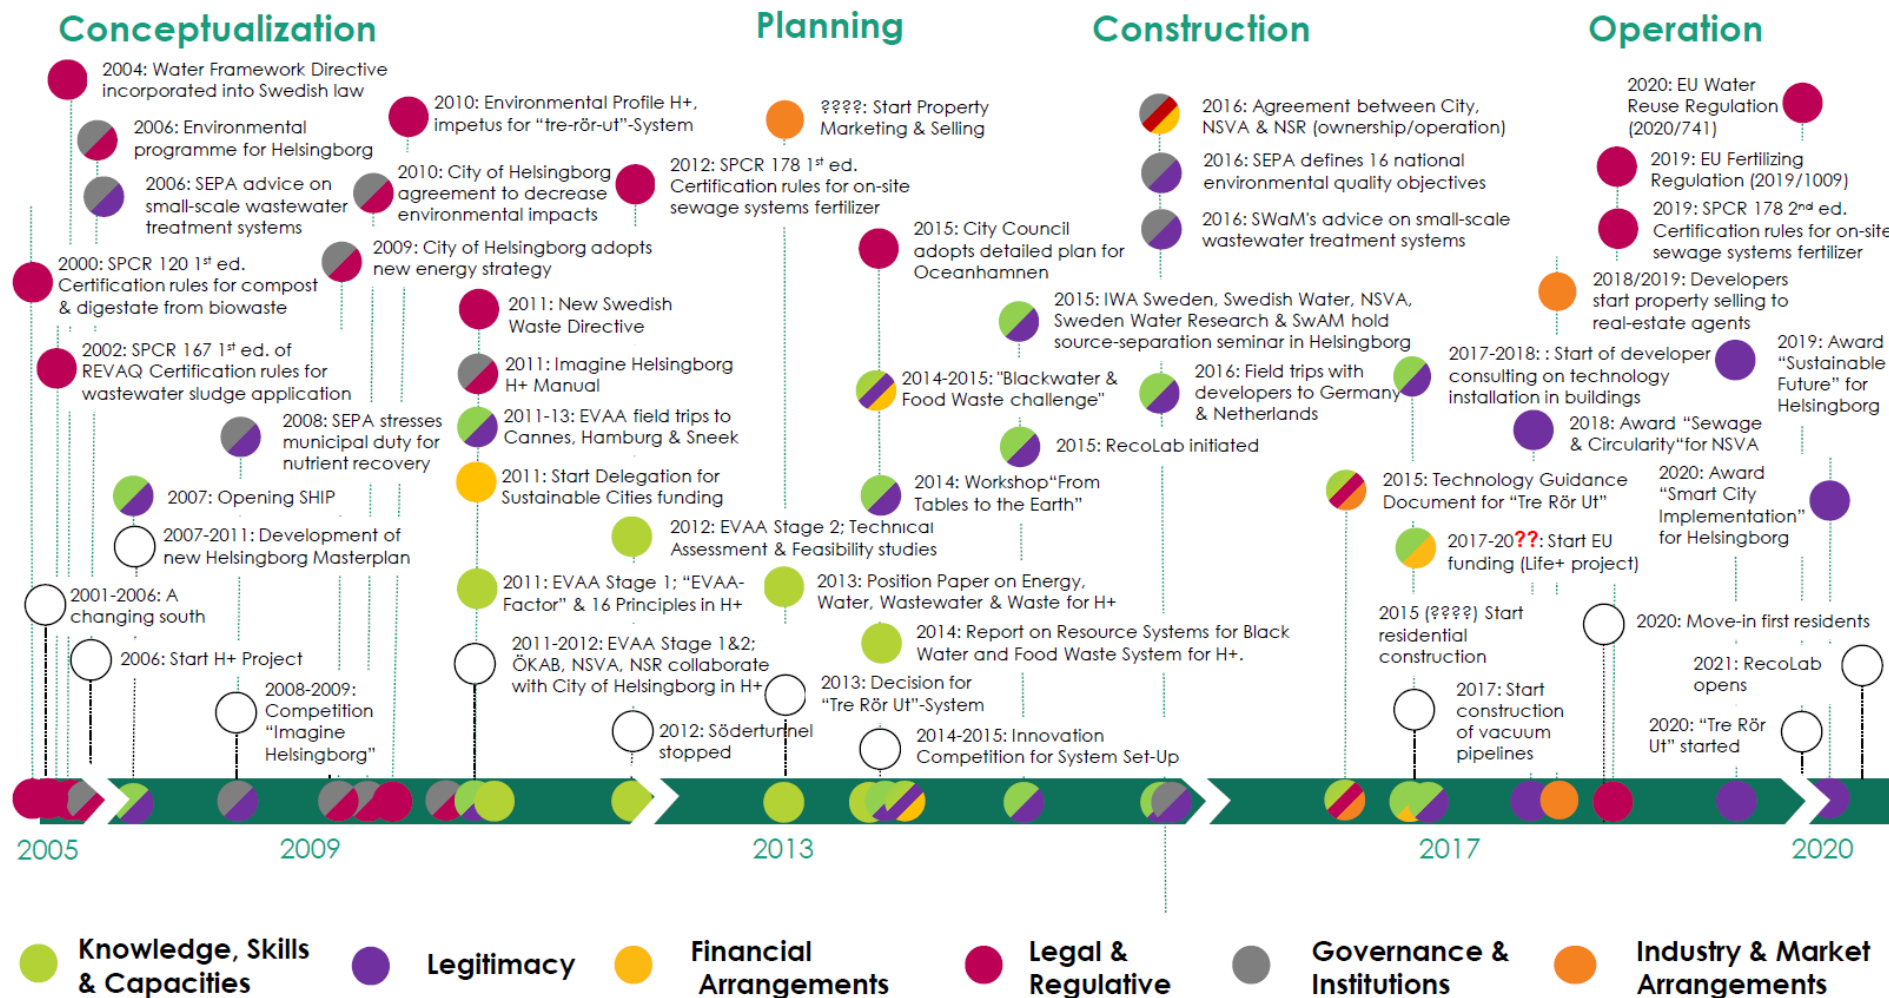 Conceptualization
Planning
Construction
Operation
2004: Water Framework Directive
incorporated into Swedish law
2006: Environmental
programme for Helsingborg
2006: SEPA advice on
small-scale wastewater
treatment systems
2000: SPCR 120 1st ed.
Certification rules for compost
& digestate from biowaste
2002: SPCR 167 1st ed. of
REVAQ Certification rules for
wastewater sludge application
2008: SEPA stresses
municipal duty for
nutrient recovery
2007: Opening SHIP
2007-2011: Development of
new Helsingborg Masterplan
2001-2006: A
changing south
2006: Start H+ Project
2008-2009:
Competition
“Imagine
Helsingborg”
2010: Environmental Profile H+,
impetus for “tre-rör-ut”-System
2010: City of Helsingborg
agreement to decrease
environmental impacts
2009: City of Helsingborg adopts
new energy strategy
2011: New Swedish
Waste Directive
2011: Imagine Helsingborg
H+ Manual
2011-13: EVAA field trips to
Cannes, Hamburg & Sneek
2011: Start Delegation for
Sustainable Cities funding
2012: EVAA Stage 2; Technical
Assessment & Feasibility studies
2011: EVAA Stage 1; “EVAA-
Factor” & 16 Principles in H+
2011-2012: EVAA Stage 1&2;
ÖKAB, NSVA, NSR collaborate
with City of Helsingborg in H+
2012: Södertunnel
stopped
????: Start Property
Marketing & Selling
2012: SPCR 178 1st ed.
Certification rules for on-site
sewage systems fertilizer
2015: City Council
adopts detailed plan for
Oceanhamnen
2014-2015: "Blackwater &
Food Waste challenge"
2014: Workshop“From
Tables to the Earth”
2013: Position Paper on Energy,
Water, Wastewater & Waste for H+
2014: Report on Resource Systems for Black
Water and Food Waste System for H+.
2013: Decision for
“Tre Rör Ut”-System
2014-2015: Innovation
Competition for System Set-Up
2016: Agreement between City,
NSVA & NSR (ownership/operation)
2016: SEPA defines 16 national
environmental quality objectives
2016: SWaM's advice on small-scale
wastewater treatment systems
2015: IWA Sweden, Swedish Water, NSVA,
Sweden Water Research & SwAM hold
source-separation seminar in Helsingborg
2016: Field trips with
developers to Germany
& Netherlands
2015: RecoLab initiated
2017-2018: : Start of developer
consulting on technology
installation in buildings
2018: Award “Sewage
& Circularity“for NSVA
2015: Technology Guidance
Document for “Tre Rör Ut”
2017-20??: Start EU
funding (Life+ project)
2015 (????) Start
residential
construction
2017: Start
construction
of vacuum
pipelines
2020: EU Water
Reuse Regulation
(2020/741)
2019: EU Fertilizing
Regulation (2019/1009)
2019: SPCR 178 2nd ed.
Certification rules for on-site
sewage systems fertilizer
2018/2019: Developers
start property selling to
real-estate agents
2019: Award
“Sustainable
Future” for
Helsingborg
2020: Award
“Smart City
Implementation”
for Helsingborg
2020: Move-in first residents
2021: RecoLab
opens
2020: “Tre Rör
Ut” started
2005
2009
2013
2017
2020
Knowledge, Skills
& Capacities
Legitimacy
Financial
Arrangements
Legal &
Regulative
Governance &
Institutions
Industry & Market
Arrangements